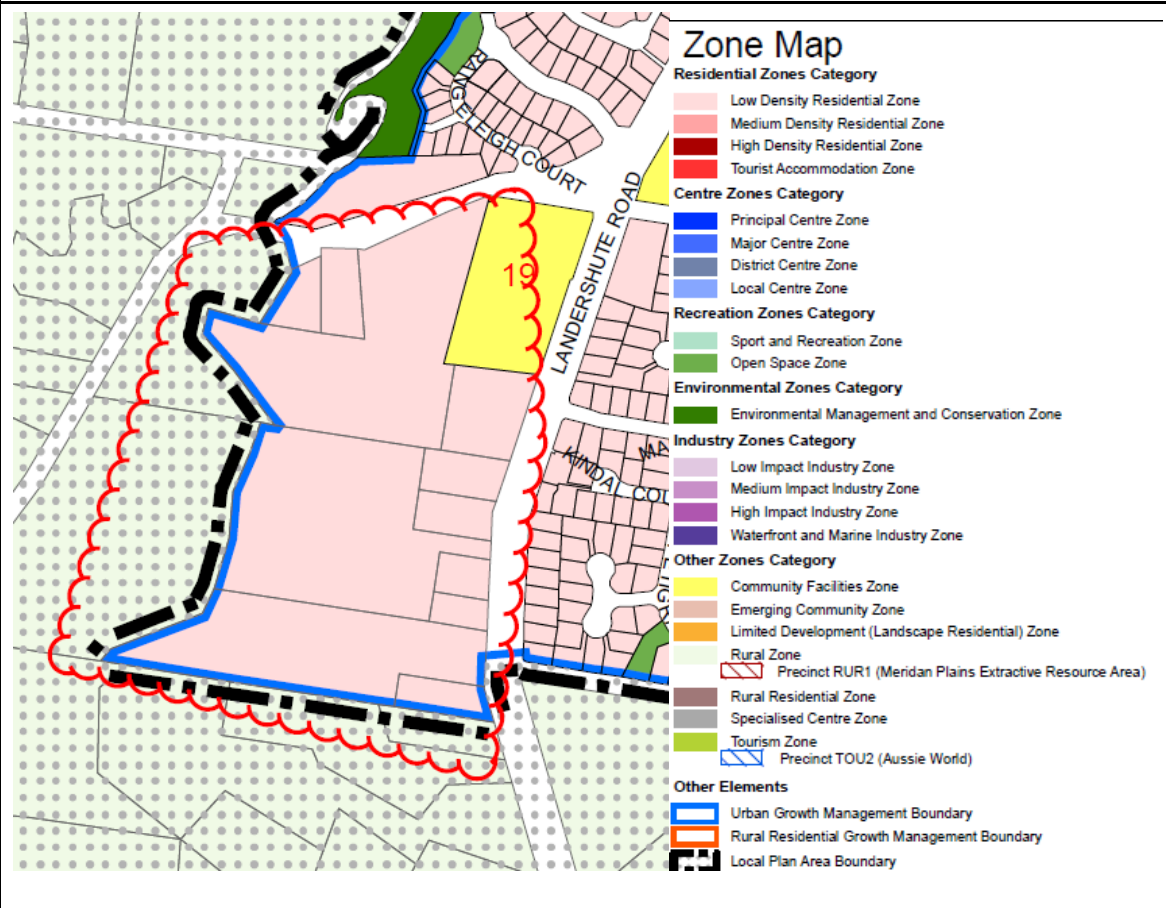 RANGELEIGH COURT
LANDERSHUTE ROAD
19
KINDAL COU
MA
Zone Map
Residential Zones Category
Low Density Residential Zone
Medium Density Residential Zone
High Density Residential Zone
Tourist Accommodation Zone
Centre Zones Category
Principal Centre Zone
Major Centre Zone
District Centre Zone
Local Centre Zone
Recreation Zones Category
Sport and Recreation Zone
Open Space Zone
Environmental Zones Category
Environmental Management and Conservation Zone
Industry Zones Category
Low Impact Industry Zone
Medium Impact Industry Zone
High Impact Industry Zone
Waterfront and Marine Industry Zone
Other Zones Category
Community Facilities Zone
Emerging Community Zone
Limited Development (Landscape Residential) Zone
Rural Zone
Precinct RUR1 (Meridan Plains Extractive Resource Area)
Rural Residential Zone
Specialised Centre Zone
Tourism Zone
Precinct TOU2 (Aussie World)
Other Elements
Urban Growth Management Boundary
Rural Residential Growth Management Boundary
Local Plan Area Boundary